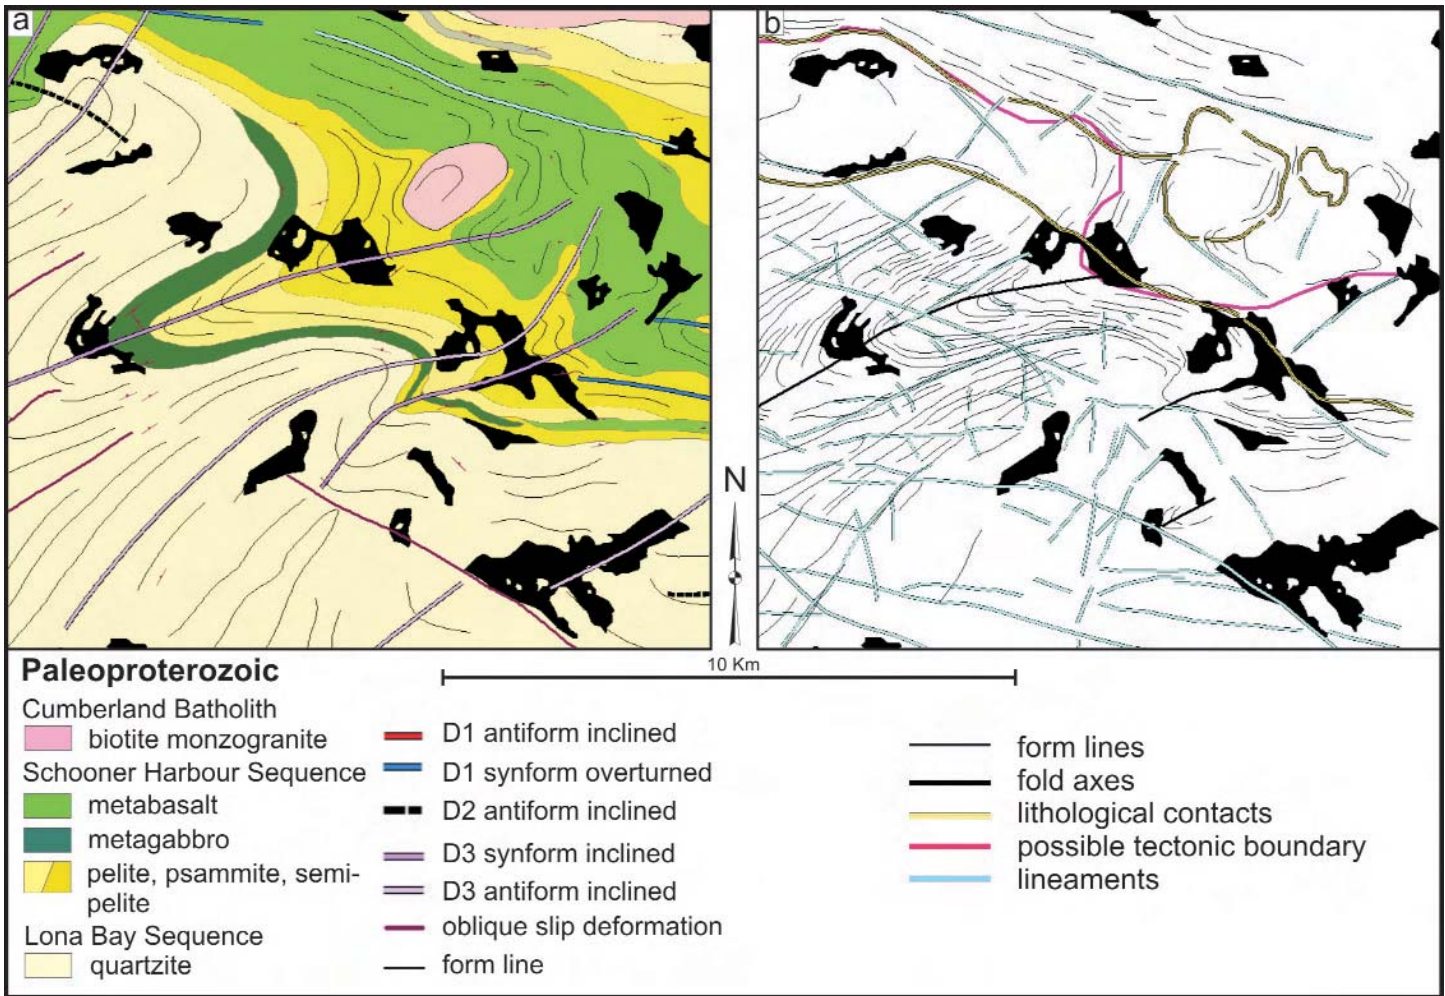 a
b
N
10 Km
Paleoproterozoic
Cumberland Batholith
biotite monzogranite
Schooner Harbour Sequence
metabasalt
metagabbro
pelite, psammite, semi-
pelite
Lona Bay Sequence
quartzite
D1 antiform inclined
D1 synform overturned
D2 antiform inclined
D3 synform inclined
D3 antiform inclined
oblique slip deformation
form line
form lines
fold axes
lithological contacts
possible tectonic boundary
lineaments